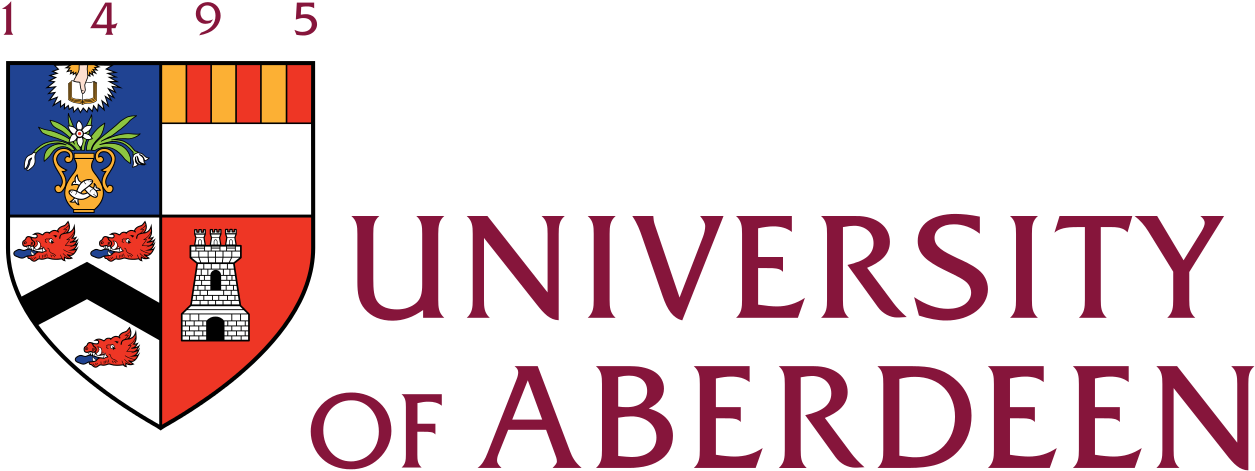 1 4 9 5
UNIVERSITY
OF ABERDEEN